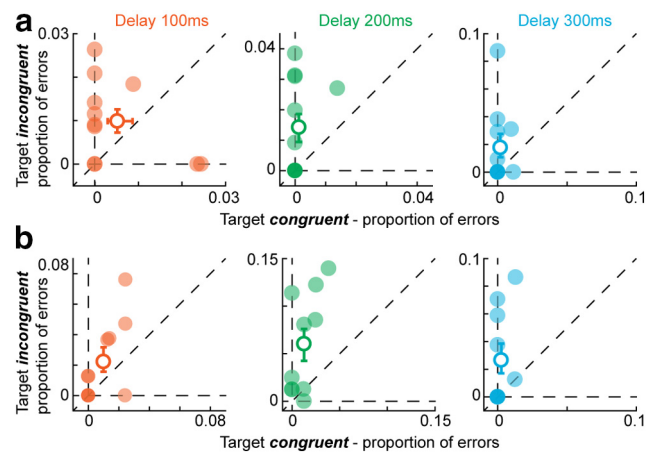 a
Delay 100ms
Delay 200ms
Delay 300ms
Target incongruent
proportion of errors
0.03
0
0
0.03
0.04
0
0
0.04
0.1
0
0
0.1
Target congruent - proportion of errors
b
Target incongruent
proportion of errors
0.08
0
0
0.08
0.15
0
0
0.15
0.1
0
0
0.1
Target congruent - proportion of errors